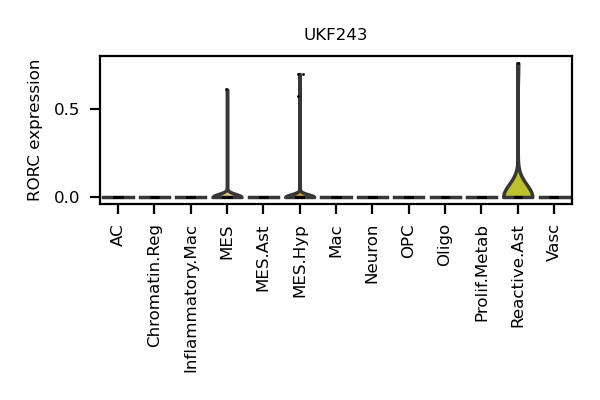 UKF243
RORC expression
0.5
0.0
AC
Chromatin.Reg
Inflammatory.Mac
MES
MES.Ast
MES.Hyp
Mac
Neuron
OPC
Oligo
Prolif.Metab
Reactive.Ast
Vasc